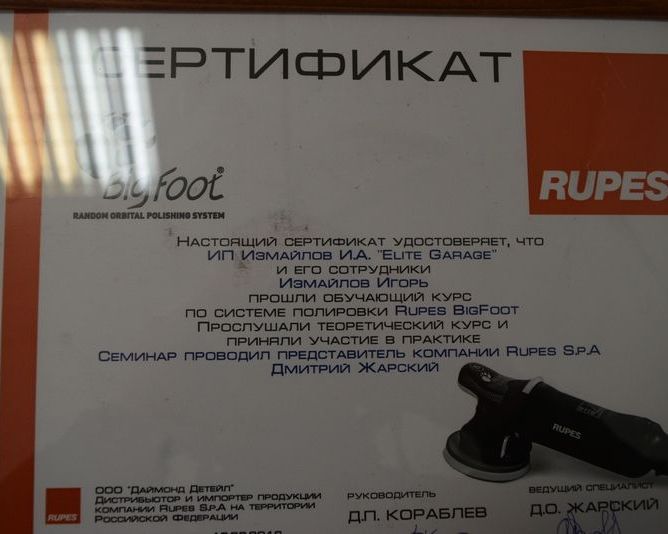 СЕРТИФИКАТ
RUPES
BigFoot®
RANDOM ORBITAL POLISHING SYSTEM
Настоящий сертификат удостоверяет, что
ИП Измайлов И.А. "Elite Garage"
и его сотрудники
Измайлов Игорь
прошли обучающий курс
по системе полировки Rupes BigFoot
Прослушали теоретический курс и
приняли участие в практике
Семинар проводил представитель компании Rupes S.p.A
Дмитрий Жарский
RUPES
ООО "Даймонд Детейл"
Дистрибьютор и импортер продукции
компании Rupes S.p.A на территории
Российской Федерации
RUPES
руководитель
Д.П. Кораблев
ведущий специалист
Д.О. Жарский